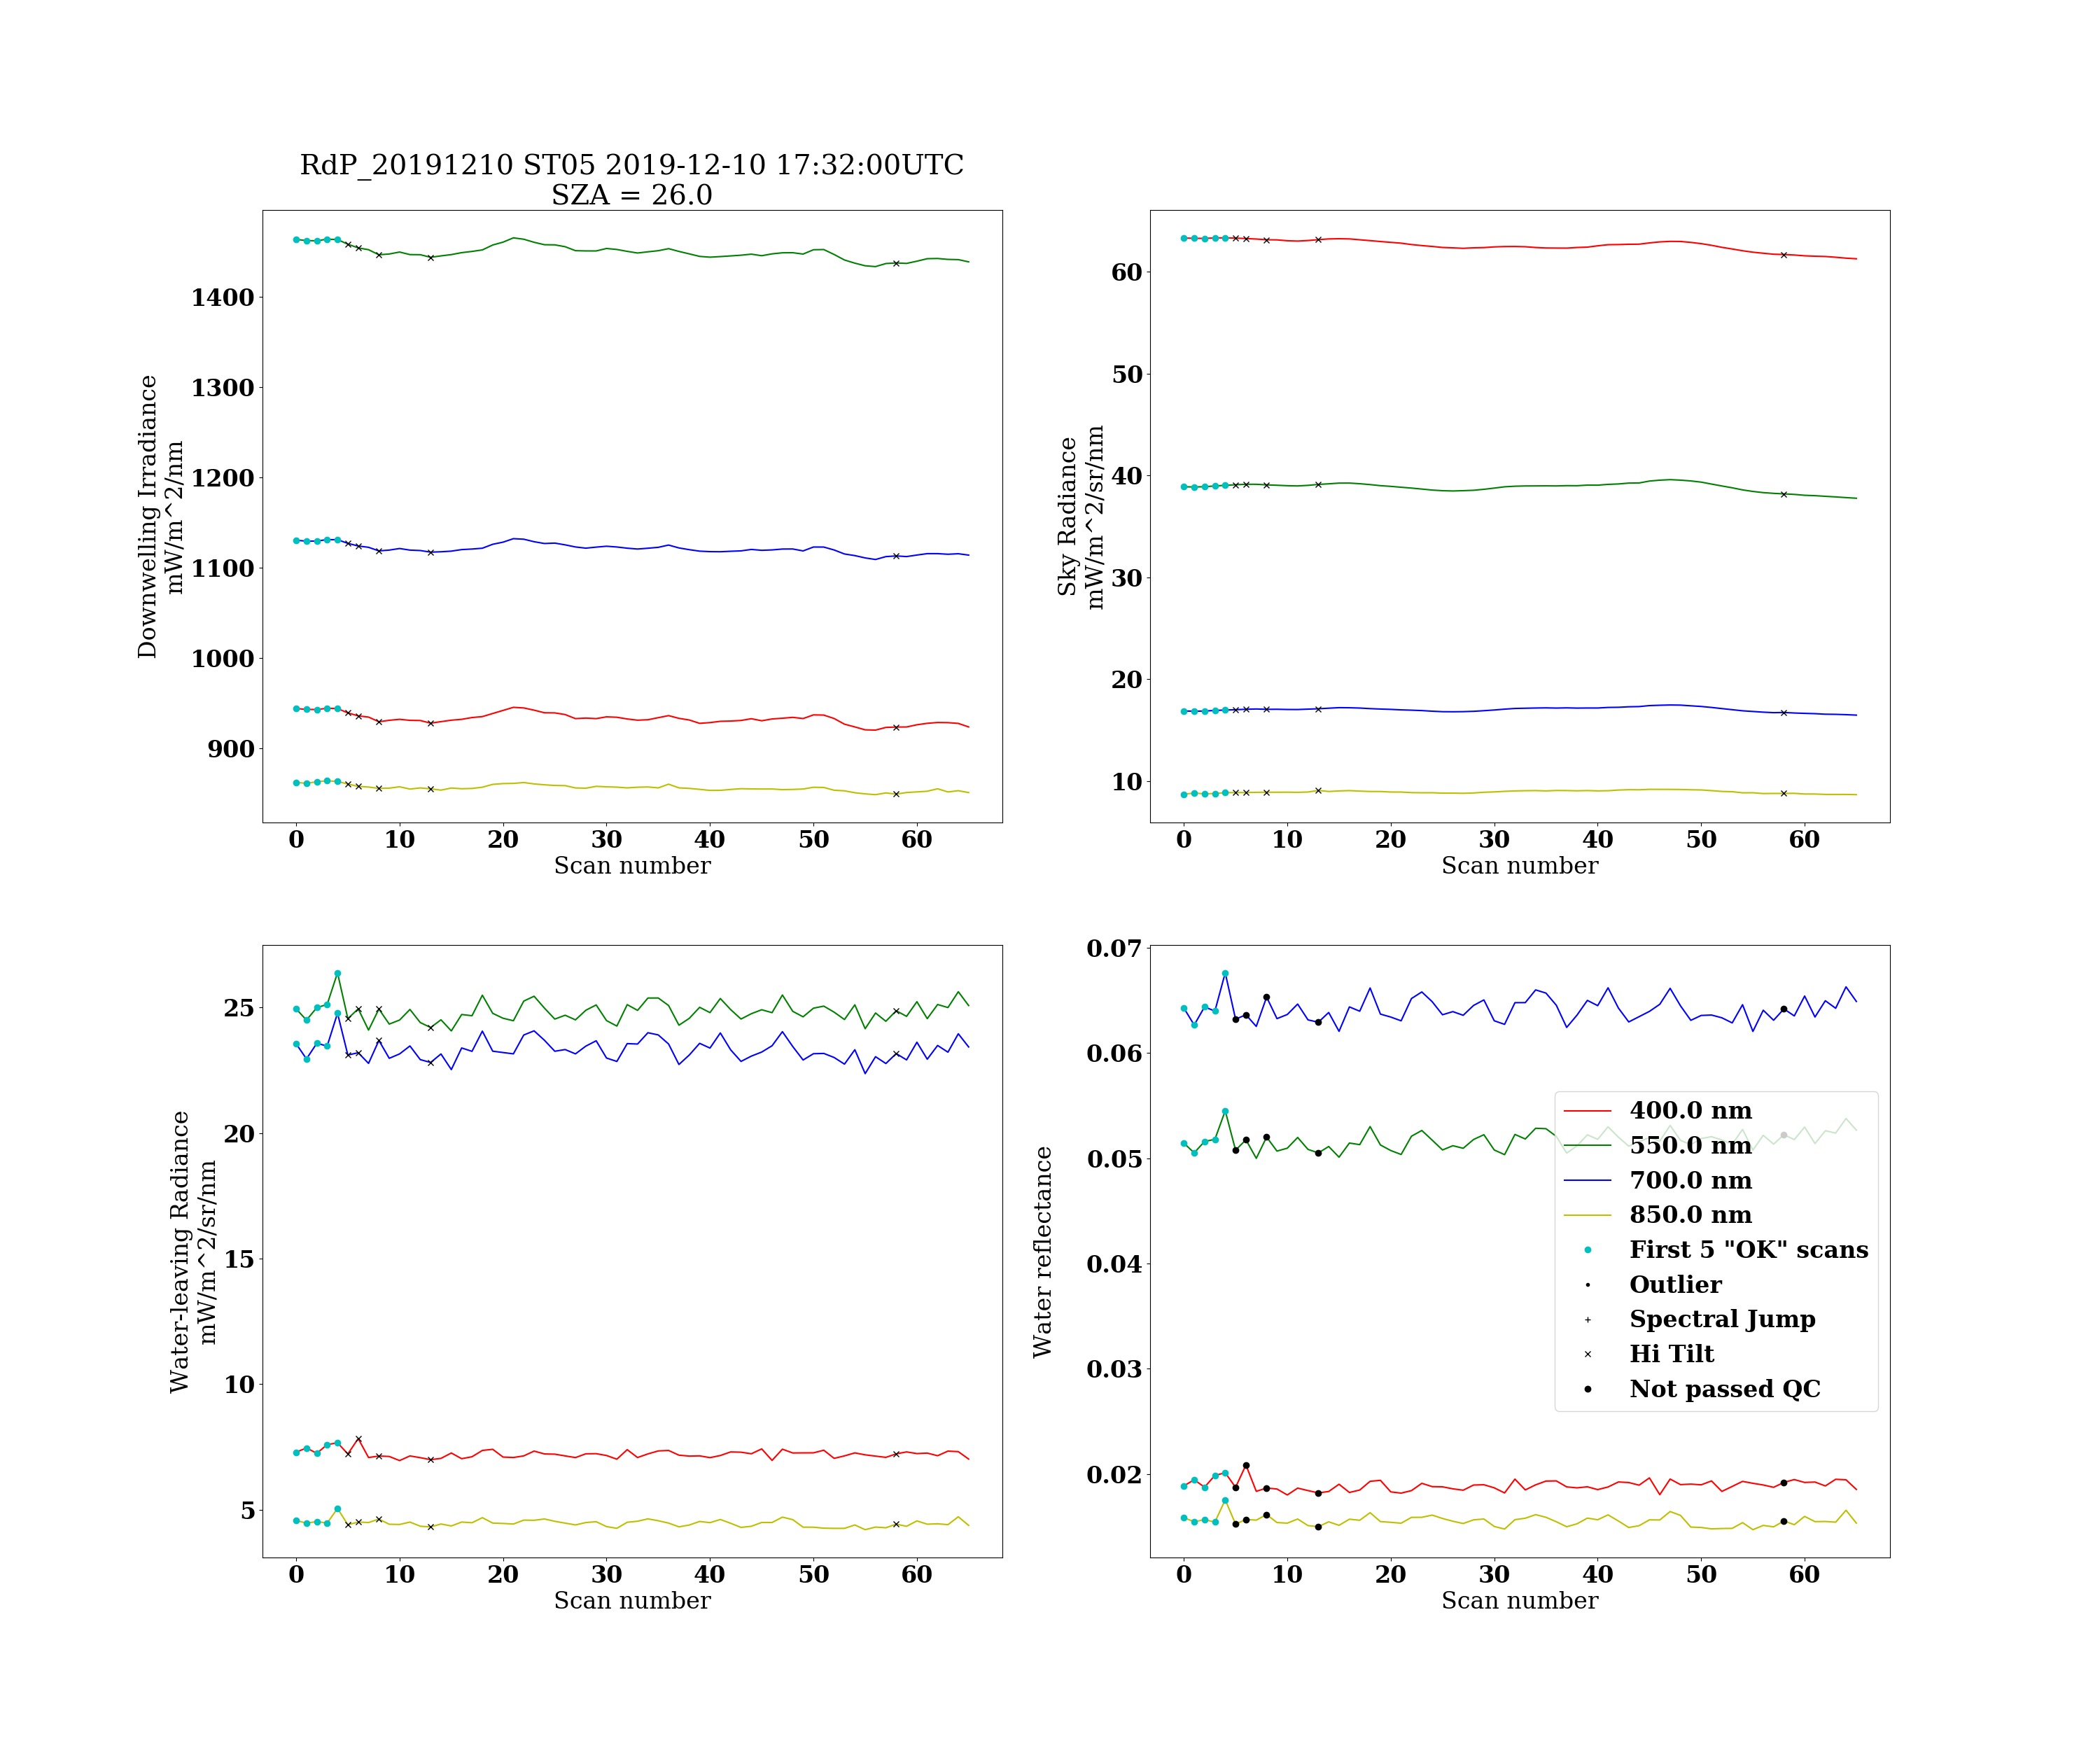 RdP_20191210 ST05 2019-12-10 17:32:00UTC
SZA = 26.0
Downwelling Irradiance
mW/m^2/nm
1400
1300
1200
1100
1000
900
0 10 20 30 40 50 60
Scan number
Sky Radiance
mW/m^2/sr/nm
60
50
40
30
20
10
0 10 20 30 40 50 60
Scan number
Water-leaving Radiance
mW/m^2/sr/nm
25
20
15
10
5
0 10 20 30 40 50 60
Scan number
Water reflectance
0.07
0.06
0.05
0.04
0.03
0.02
400.0 nm
550.0 nm
700.0 nm
850.0 nm
First 5 "OK" scans
Outlier
Spectral Jump
Hi Tilt
Not passed QC
0 10 20 30 40 50 60
Scan number